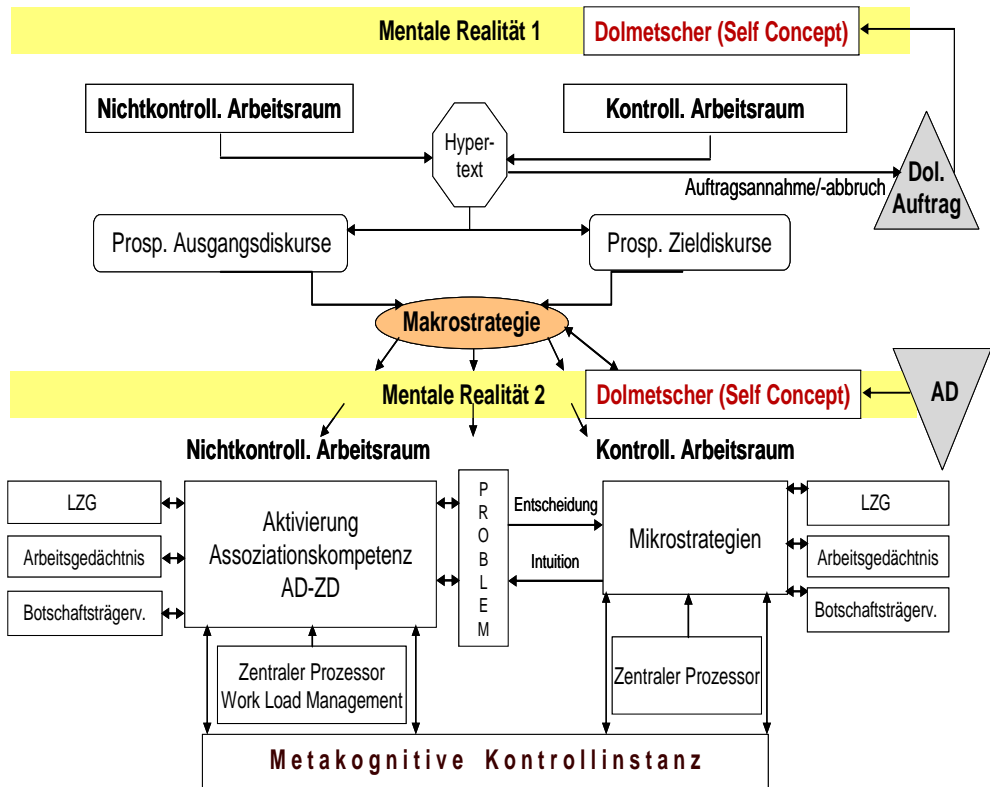 Mentale Realität 1
Dolmetscher (Self Concept)
Nichtkontroll. Arbeitsraum
Kontroll. Arbeitsraum
Hyper-
text
Auftragsannahme/-abbruch
Dol.
Auftrag
Prosp. Ausgangsdiskurse
Prosp. Zieldiskurse
Makrostrategie
Mentale Realität 2
Dolmetscher (Self Concept)
AD
Nichtkontroll. Arbeitsraum
Kontroll. Arbeitsraum
LZG
Arbeitsgedächtnis
Botschaftsträgerv.
Aktivierung
Assoziationskompetenz
AD-ZD
P
R
O
B
L
E
M
Entscheidung
Intuition
Mikrostrategien
LZG
Arbeitsgedächtnis
Botschaftsträgerv.
Zentraler Prozessor
Work Load Management
Zentraler Prozessor
Metakognitive Kontrollinstanz